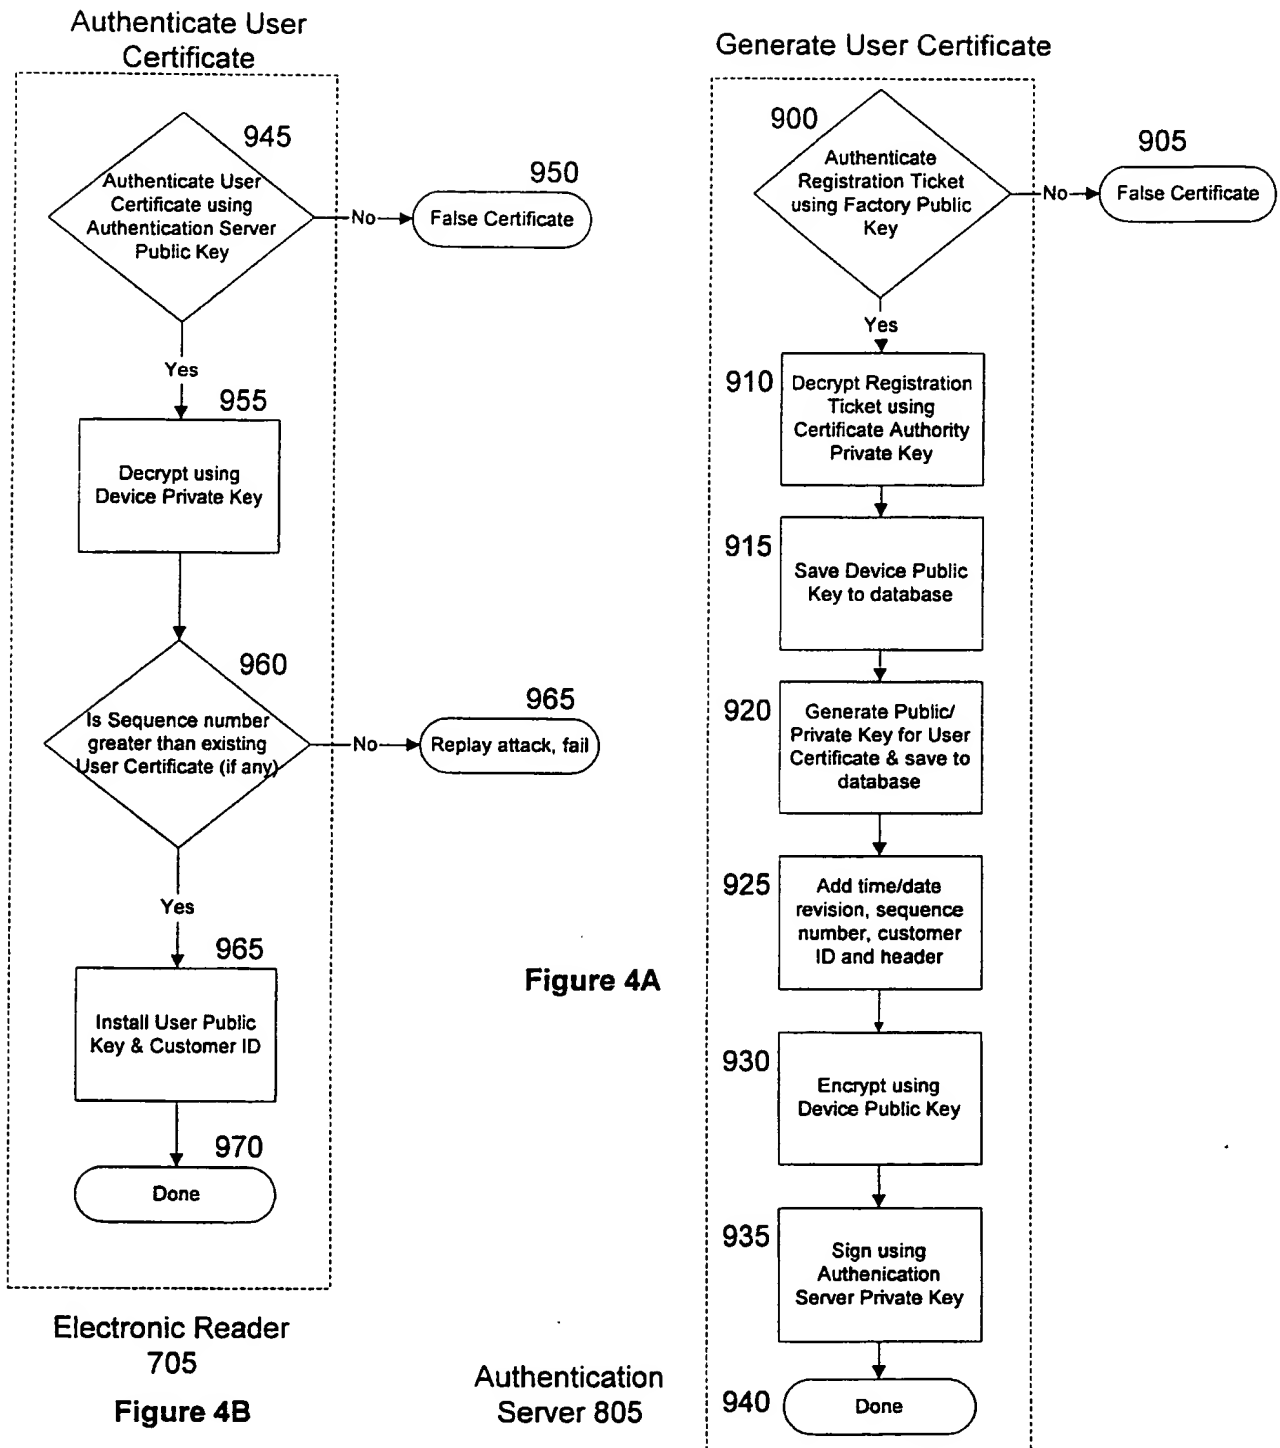 Authenticate User
Certificate
945
Authenticate User
Certificate using
Authentication Server
Public Key
No
950
False Certificate
Yes
955
Decrypt using
Device Private Key
960
Is Sequence number
greater than existing
User Certificate (if any)
No
965
Replay attack, fail
Yes
965
Install User Public
Key & Customer ID
970
Done
Electronic Reader
705
Figure 4B
Generate User Certificate
900
Authenticate
Registration Ticket
using Factory Public
Key
No
905
False Certificate
Yes
910
Decrypt Registration
Ticket using
Certificate Authority
Private Key
915
Save Device Public
Key to database
920
Generate Public/
Private Key for User
Certificate & save to
database
925
Add time/date
revision, sequence
number, customer
ID and header
Figure 4A
930
Encrypt using
Device Public Key
935
Sign using
Authenication
Server Private Key
940
Done
Authentication
Server 805